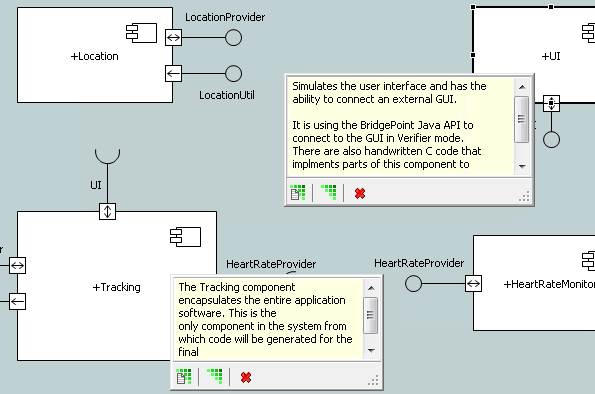 LocationProvider
+Location
LocationUtil
+UI
Simulates the user interface and has the
ability to connect an external GUI.
It is using the BridgePoint Java API to
connect to the GUI in Verifier mode.
There are also handwritten C code that
implments parts of this component to
UI
+Tracking
HeartRateProvider
The Tracking component
encapsulates the entire application
software. This is the
only component in the system from
which code will be generated for the
final
HeartRateProvider
+HeartRateMonitor